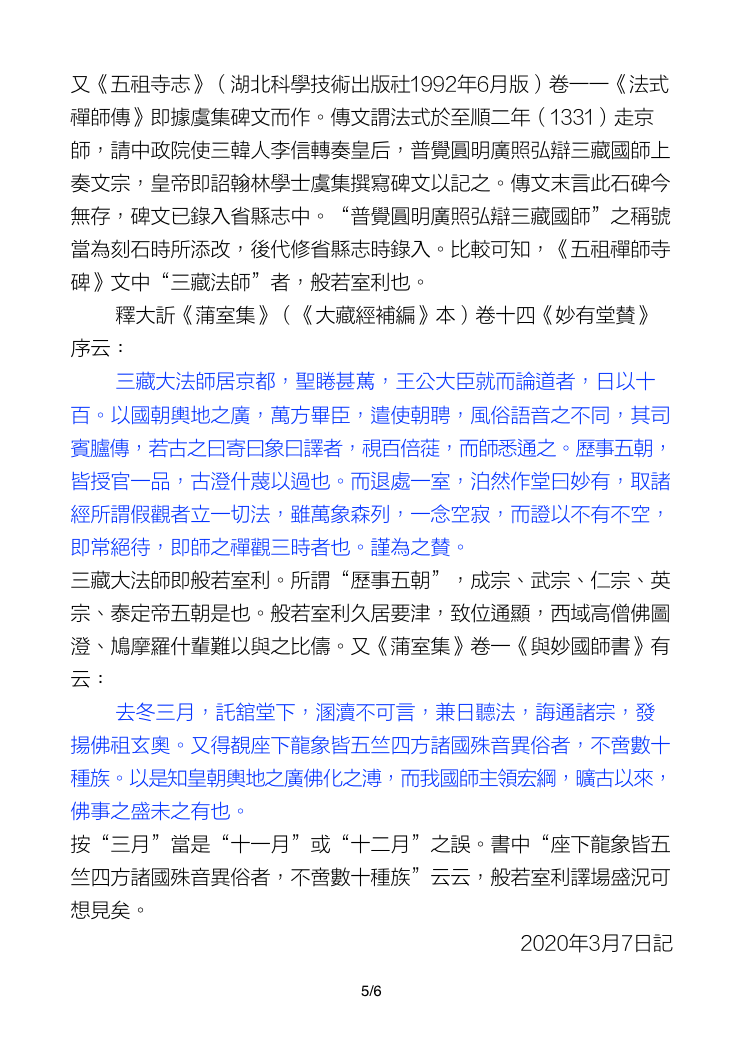 又《五祖寺志》（湖北科學技術出版社1992年6月版）卷一一《法式
禪師傳》即據虞集碑文而作。傳文謂法式於至順二年（1331）走京
師，請中政院使三韓人李信轉奏皇后，普覺圓明廣照弘辯三藏國師上
奏文宗，皇帝即詔翰林學士虞集撰寫碑文以記之。傳文末言此石碑今
無存，碑文已錄入省縣志中。“普覺圓明廣照弘辯三藏國師”之稱號
當為刻石時所添改，後代修省縣志時錄入。比較可知，《五祖禪師寺
碑》文中“三藏法師”者，般若室利也。
釋大訢《蒲室集》（《大藏經補編》本）卷十四《妙有堂贊》
序云：
三藏大法師居京都，聖睠甚䔍，王公大臣就而論道者，日以十
百。以國朝輿地之廣，萬方畢臣，遣使朝聘，風俗語音之不同，其司
賓臚傳，若古之曰寄曰象曰譯者，視百倍蓰，而師悉通之。歷事五朝，
皆授官一品，古澄什蔑以過也。而退處一室，泊然作堂曰妙有，取諸
經所謂假觀者立一切法，雖萬象森列，一念空寂，而證以不有不空，
即常絕待，即師之禪觀三時者也。謹為之贊。
三藏大法師即般若室利。所謂“歷事五朝”，成宗、武宗、仁宗、英
宗、泰定帝五朝是也。般若室利久居要津，致位通顯，西域高僧佛圖
澄、鳩摩羅什輩難以與之比儔。又《蒲室集》卷一《與妙國師書》有
云：
去冬三月，託舘堂下，溷瀆不可言，兼日聽法，誨通諸宗，發
揚佛祖玄奧。又得覩座下龍象皆五竺四方諸國殊音異俗者，不啻數十
種族。以是知皇朝輿地之廣佛化之溥，而我國師主領宏綱，曠古以來，
佛事之盛未之有也。
按“三月”當是“十一月”或“十二月”之誤。書中“座下龍象皆五
竺四方諸國殊音異俗者，不啻數十種族”云云，般若室利譯場盛況可
想見矣。
2020年3月7日記
5/6